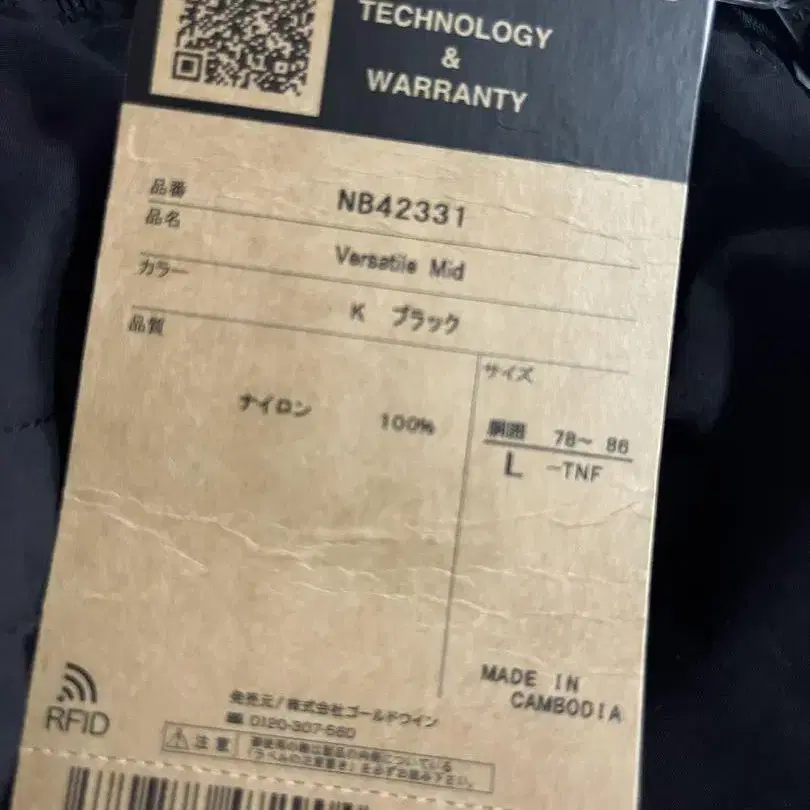 TECHNOLOGY
&
WARRANTY
品番 NB42331
品名 Versatile Mid
カラー K ブラック
品質
ナイロン 100%
サイズ
胴囲 78〜 86
L -TNF
MADE IN
CAMBODIA
RFID
発売元/株式会社ゴールドウイン
0120-307-560
注意